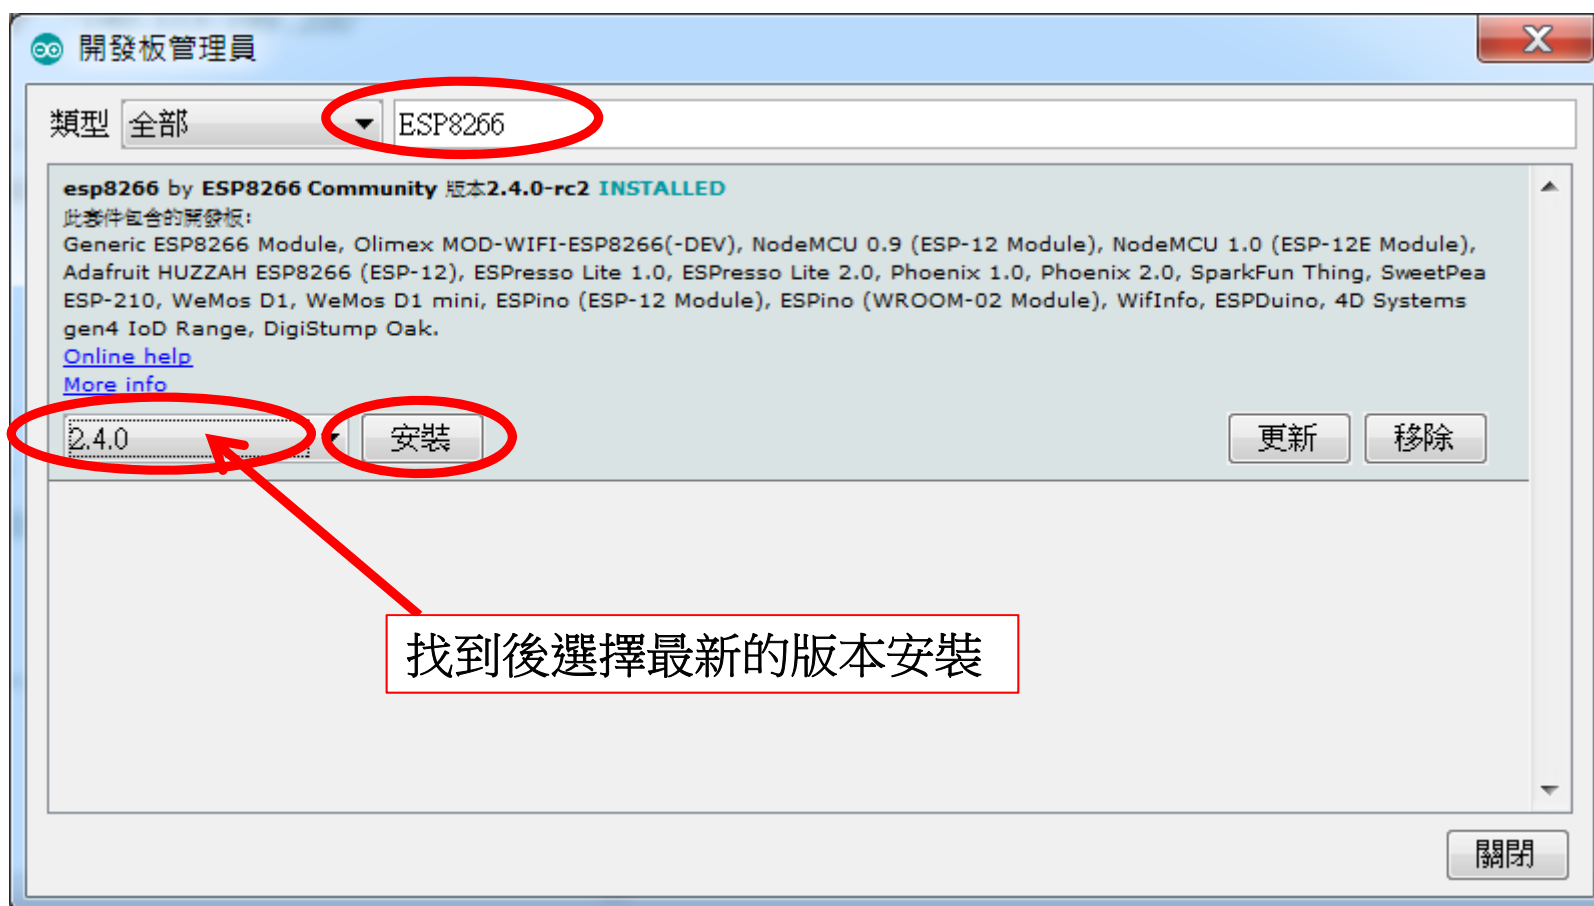 開發板管理員
類型 全部 ESP8266
esp8266 by ESP8266 Community 版本2.4.0-rc2 INSTALLED
此套件包含的開發板:
Generic ESP8266 Module, Olimex MOD-WIFI-ESP8266(-DEV), NodeMCU 0.9 (ESP-12 Module), NodeMCU 1.0 (ESP-12E Module),
Adafruit HUZZAH ESP8266 (ESP-12), ESPresso Lite 1.0, ESPresso Lite 2.0, Phoenix 1.0, Phoenix 2.0, SparkFun Thing, SweetPea
ESP-210, WeMos D1, WeMos D1 mini, ESPino (ESP-12 Module), ESPino (WROOM-02 Module), WifInfo, ESPDuino, 4D Systems
gen4 IoD Range, DigiStump Oak.
Online help
More info
2.4.0 安裝 更新 移除
找到後選擇最新的版本安裝
關閉